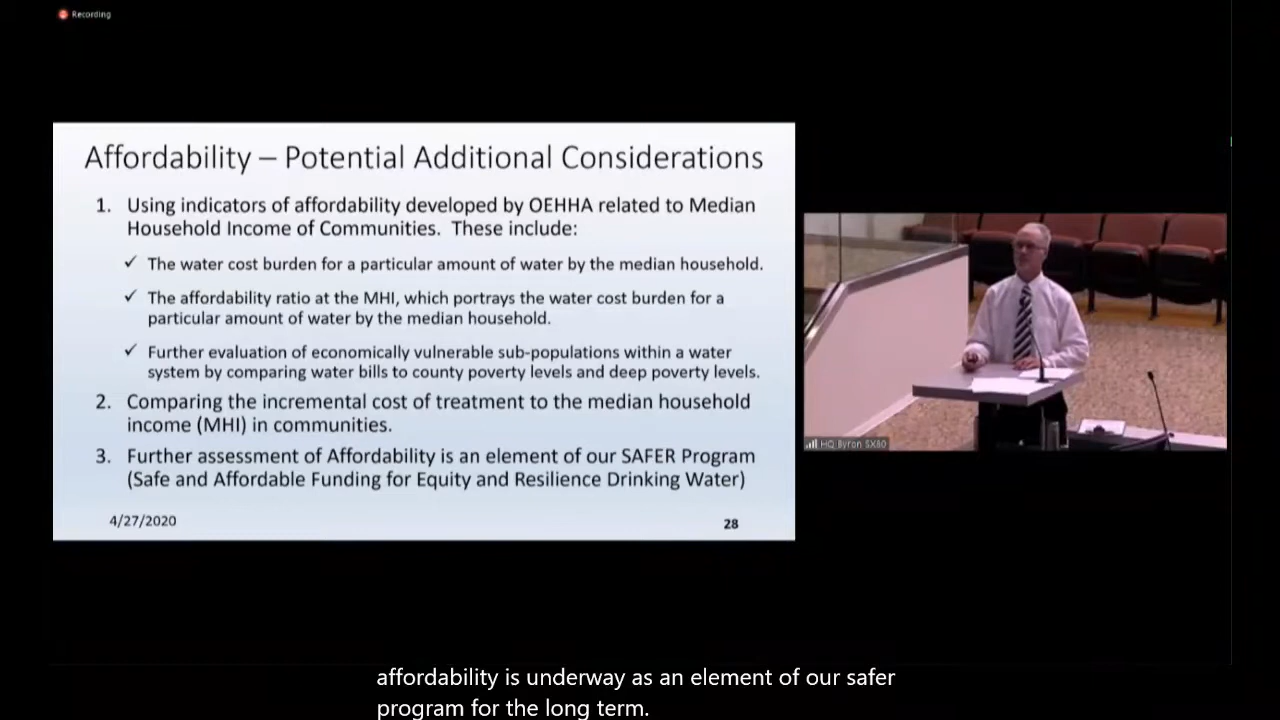 Recording
Affordability – Potential Additional Considerations
1. Using indicators of affordability developed by OEHHA related to Median
Household Income of Communities. These include:
✓ The water cost burden for a particular amount of water by the median household.
✓ The affordability ratio at the MHI, which portrays the water cost burden for a
particular amount of water by the median household.
✓ Further evaluation of economically vulnerable sub-populations within a water
system by comparing water bills to county poverty levels and deep poverty levels.
2. Comparing the incremental cost of treatment to the median household
income (MHI) in communities.
3. Further assessment of Affordability is an element of our SAFER Program
(Safe and Affordable Funding for Equity and Resilience Drinking Water)
4/27/2020
28
HQ Byron SX80
affordability is underway as an element of our safer
program for the long term.